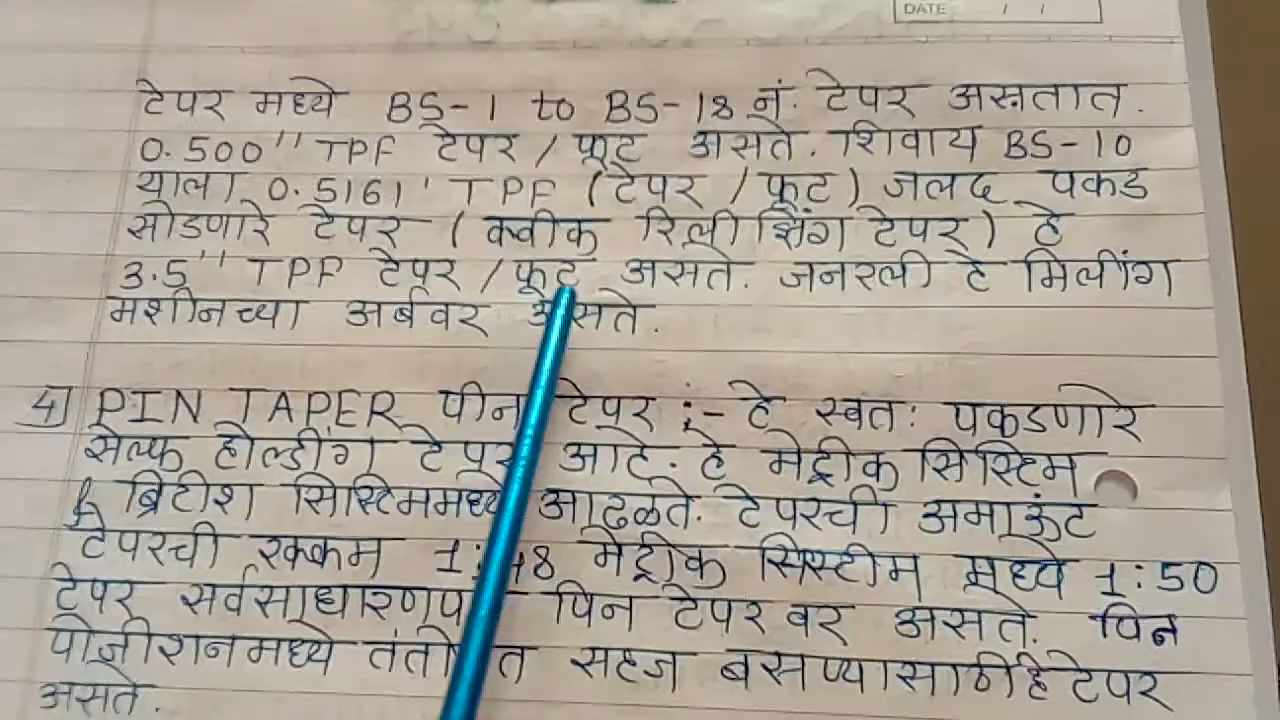 DATE / /
टेपर मध्ये BS-1 to BS-18 नं. टेपर असतात.
0.500'' TPF टेपर / फूट असते. शिवाय BS-10
याला 0.5161' TPF (टेपर / फूट) जलद पकड
सोडणारे टेपर (क्वीक रिलीझिंग टेपर) हे
3.5'' TPF टेपर / फूट असते. जनरली हे मिलींग
मशीनच्या अर्बवर असते.
4) PIN TAPER पीन टेपर :- हे स्वतः पकडणारे
सेल्फ होल्डींग टेपर आहे. हे मेट्रीक सिस्टिम
& ब्रिटीश सिस्टिममध्ये आढळते. टेपरची अमाऊंट
टेपरची रक्कम 1:48 मेट्रीक सिस्टीम मध्ये 1:50
टेपर पिन टेपर वर असते. पिन
पोझीशनमध्ये सहज बसण्यासाठी हे टेपर
असते.